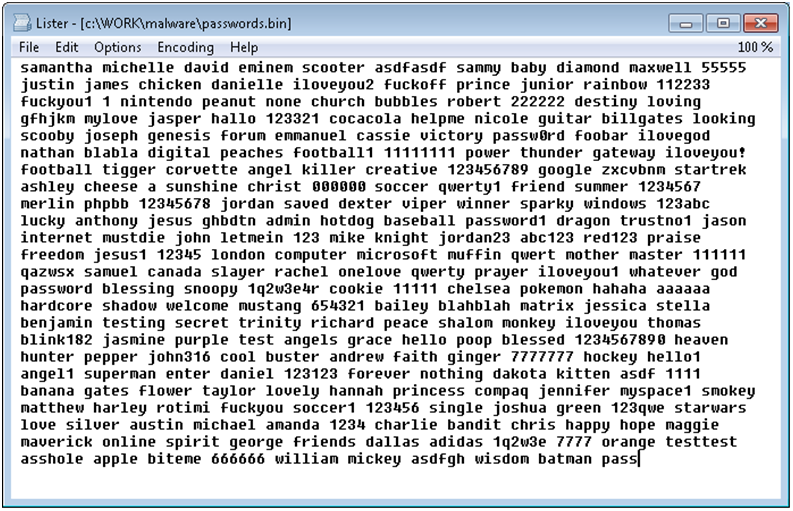 Lister - [c:\WORK\malware\passwords.bin]
File Edit Options Encoding Help 100 %
samantha michelle david eminem scooter asdfasdf sammy baby diamond maxwell 55555
justin james chicken danielle iloveyou2 fuckoff prince junior rainbow 112233
fuckyou1 1 nintendo peanut none church bubbles robert 222222 destiny loving
gfhjkm mylove jasper hallo 123321 cocacola helpme nicole guitar billgates looking
scooby joseph genesis forum emmanuel cassie victory passw0rd foobar ilovegod
nathan blabla digital peaches football1 11111111 power thunder gateway iloveyou!
football tigger corvette angel killer creative 123456789 google zxcvbnm startrek
ashley cheese a sunshine christ 000000 soccer qwerty1 friend summer 1234567
merlin phpbb 12345678 jordan saved dexter viper winner sparky windows 123abc
lucky anthony jesus ghbdtn admin hotdog baseball password1 dragon trustno1 jason
internet mustdie john letmein 123 mike knight jordan23 abc123 red123 praise
freedom jesus1 12345 london computer microsoft muffin qwert mother master 111111
qazwsx samuel canada slayer rachel onelove qwerty prayer iloveyou1 whatever god
password blessing snoopy 1q2w3e4r cookie 11111 chelsea pokemon hahaha aaaaaa
hardcore shadow welcome mustang 654321 bailey blahblah matrix jessica stella
benjamin testing secret trinity richard peace shalom monkey iloveyou thomas
blink182 jasmine purple test angels grace hello poop blessed 1234567890 heaven
hunter pepper john316 cool buster andrew faith ginger 7777777 hockey hello1
angel1 superman enter daniel 123123 forever nothing dakota kitten asdf 1111
banana gates flower taylor lovely hannah princess compaq jennifer myspace1 smokey
matthew harley rotimi fuckyou soccer1 123456 single joshua green 123qwe starwars
love silver austin michael amanda 1234 charlie bandit chris happy hope maggie
maverick online spirit george friends dallas adidas 1q2w3e 7777 orange testtest
asshole apple biteme 666666 william mickey asdfgh wisdom batman pass